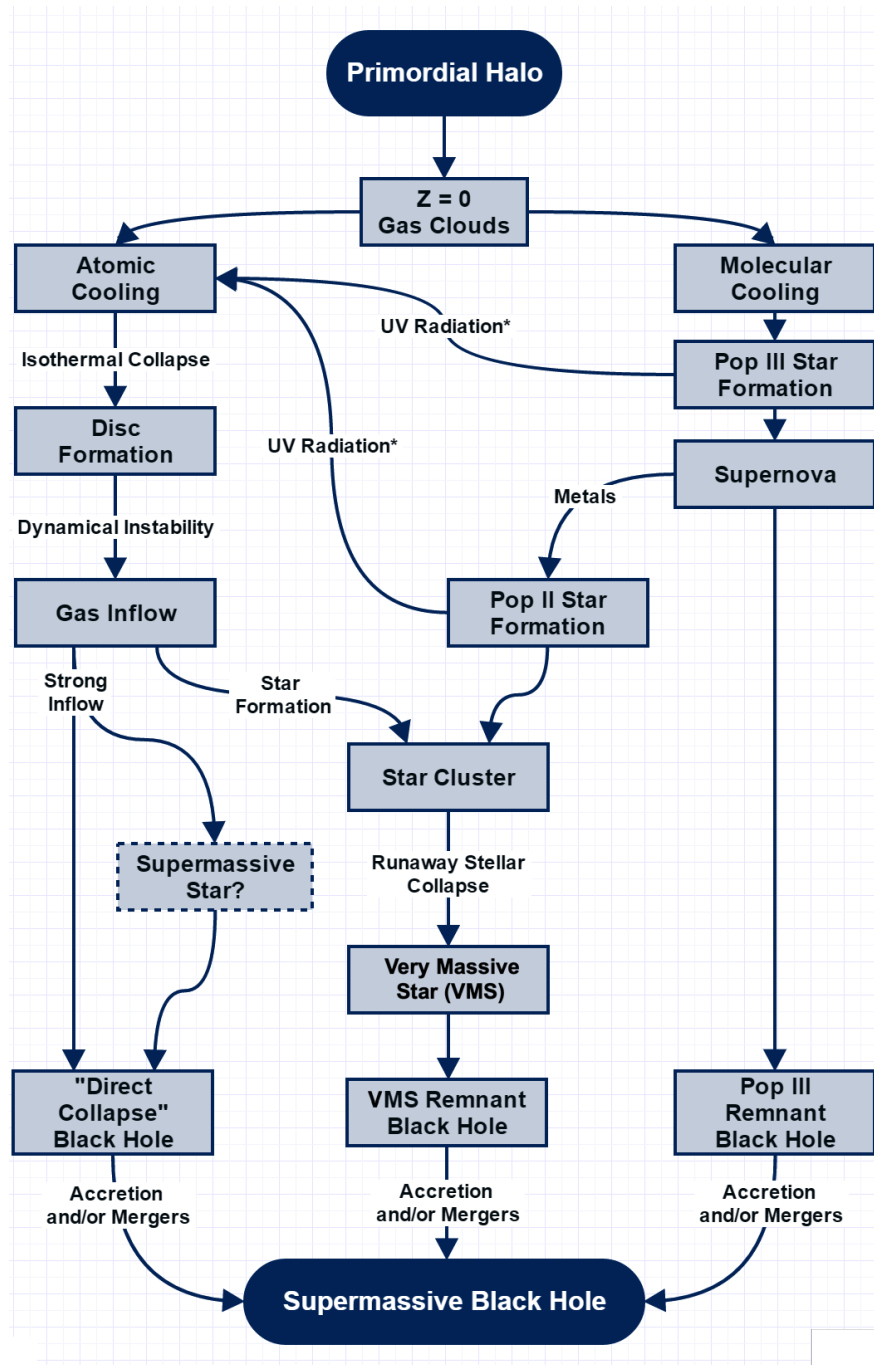 Primordial Halo
Z = 0
Gas Clouds
Atomic
Cooling
Molecular
Cooling
UV Radiation*
Isothermal Collapse
Pop III Star
Formation
Disc
Formation
UV Radiation*
Supernova
Metals
Dynamical Instability
Gas Inflow
Pop II Star
Formation
Strong
Inflow
Star
Formation
Star Cluster
Supermassive
Star?
Runaway Stellar
Collapse
Very Massive
Star (VMS)
"Direct
Collapse"
Black Hole
VMS Remnant
Black Hole
Pop III
Remnant
Black Hole
Accretion
and/or Mergers
Accretion
and/or Mergers
Accretion
and/or Mergers
Supermassive Black Hole